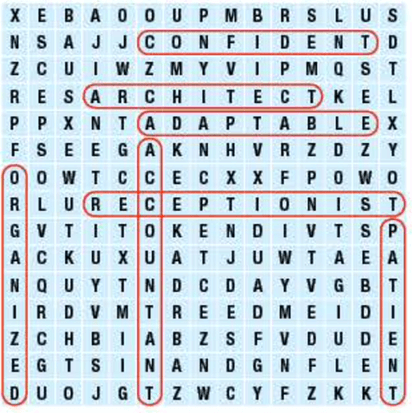 X E B A O O U P M B R S L U S
N S A J J C O N F I D E N T D
Z C U I W Z M Y V I P M Q S T
R E S A R C H I T E C T K E L
P P X N T A D A P T A B L E X
F S E E G A K N H V R Z D Z Y
O O W T C C E C X X F P O W O
R L U R E C E P T I O N I S T
G V T I T O K E N D I V T S P
A C K U X U A T J U W T A E A
N Q U Y T N D C D A Y V G B T
I R D V M T R E E D M E I D I
Z C H B I A B Z S F V D U D E
E G T S I N A N D G N F L E N
D U O J G T Z W C Y F Z K K T